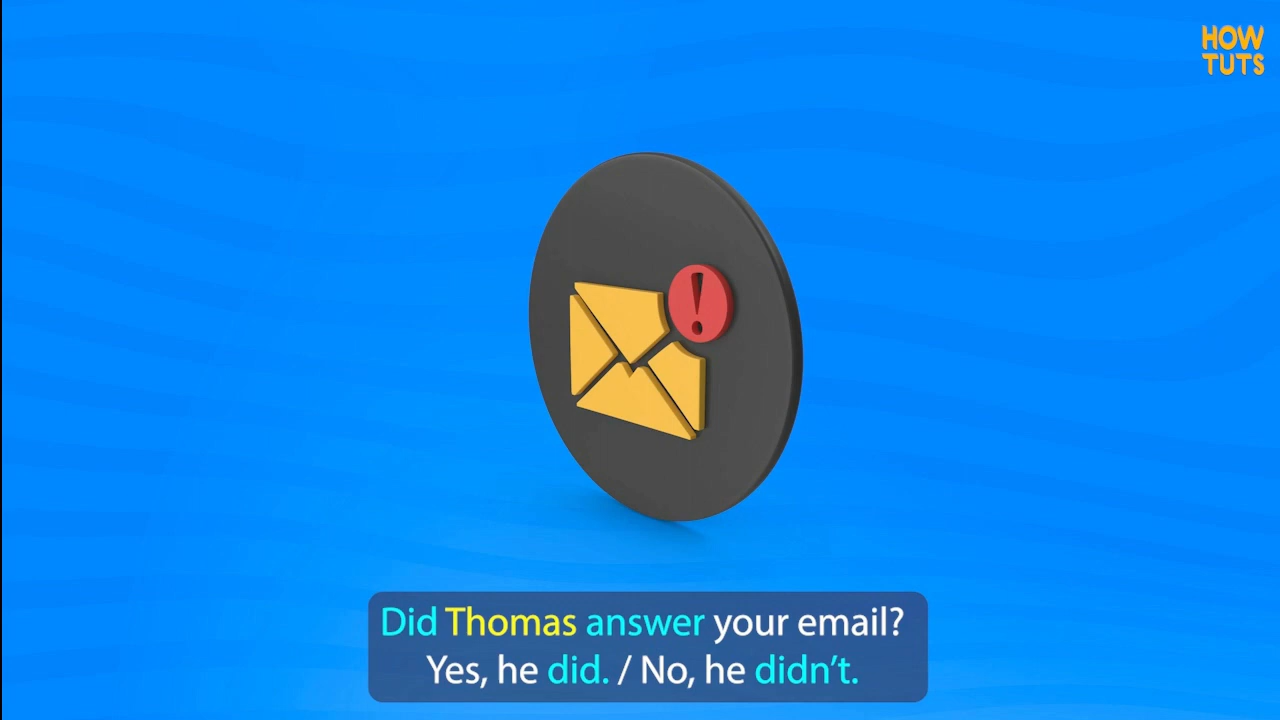 HOW
TUTS
!
Did Thomas answer your email?
Yes, he did. / No, he didn’t.